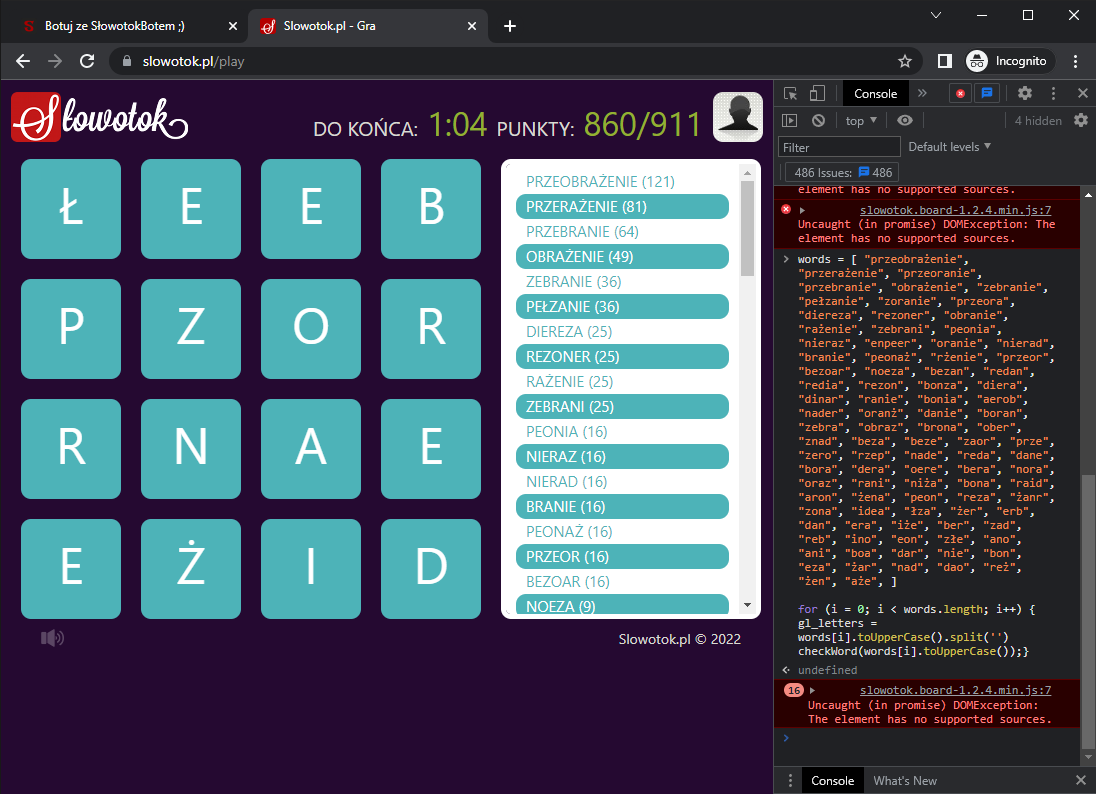 Botuj ze SłowotokBotem ;)
Slowotok.pl - Gra
slowotok.pl/play
Incognito
Słowotok
DO KOŃCA: 1:04 PUNKTY: 860/911
Ł E E B
P Z O R
R N A E
E Ż I D
PRZEOBRAŻENIE (121)
PRZERAŻENIE (81)
PRZEBRANIE (64)
OBRAŻENIE (49)
ZEBRANIE (36)
PEŁZANIE (36)
DIEREZA (25)
REZONER (25)
RAŻENIE (25)
ZEBRANI (25)
PEONIA (16)
NIERAZ (16)
NIERAD (16)
BRANIE (16)
PEONAŻ (16)
PRZEOR (16)
BEZOAR (16)
NOEZA (9)
Slowotok.pl © 2022
Console
top
4 hidden
Filter
Default levels
486 Issues: 486
element has no supported sources.
slowotok.board-1.2.4.min.js:7
Uncaught (in promise) DOMException: The
element has no supported sources.
words = [ "przeobrażenie",
"przerażenie", "przeoranie",
"przebranie", "obrażenie", "zebranie",
"pełzanie", "zoranie", "przeora",
"diereza", "rezoner", "obranie",
"rażenie", "zebrani", "peonia",
"nieraz", "enpeer", "oranie", "nierad",
"branie", "peonaż", "rżenie", "przeor",
"bezoar", "noeza", "bezan", "redan",
"redia", "rezon", "bonza", "diera",
"dinar", "ranie", "bonia", "aerob",
"nader", "oranż", "danie", "boran",
"zebra", "obraz", "brona", "ober",
"znad", "beza", "beze", "zaor", "prze",
"zero", "rzep", "nade", "reda", "dane",
"bora", "dera", "oere", "bera", "nora",
"oraz", "rani", "niża", "bona", "raid",
"aron", "żena", "peon", "reza", "żanr",
"zona", "idea", "łza", "żer", "erb",
"dan", "era", "iże", "ber", "zad",
"reb", "ino", "eon", "złe", "ano",
"ani", "boa", "dar", "nie", "bon",
"eza", "żar", "nad", "dao", "reż",
"żen", "aże", ]
for (i = 0; i < words.length; i++) {
gl_letters =
words[i].toUpperCase().split('')
checkWord(words[i].toUpperCase());}
undefined
16
slowotok.board-1.2.4.min.js:7
Uncaught (in promise) DOMException:
The element has no supported sources.
Console
What's New